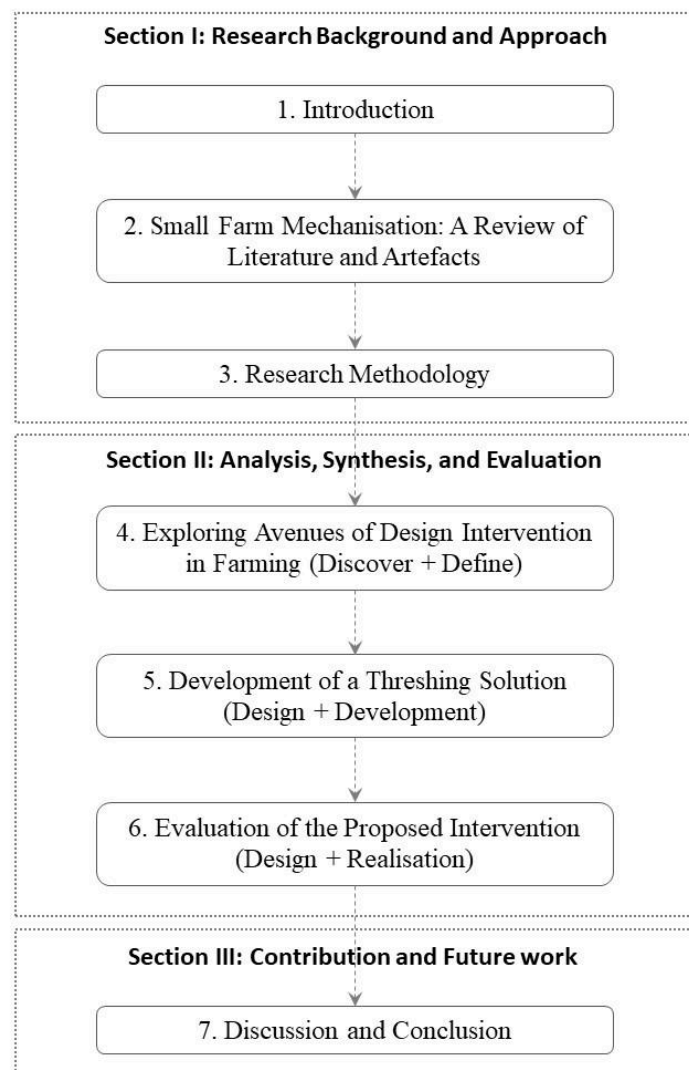 Section I: Research Background and Approach
1. Introduction
2. Small Farm Mechanisation: A Review of
Literature and Artefacts
3. Research Methodology
Section II: Analysis, Synthesis, and Evaluation
4. Exploring Avenues of Design Intervention
in Farming (Discover + Define)
5. Development of a Threshing Solution
(Design + Development)
6. Evaluation of the Proposed Intervention
(Design + Realisation)
Section III: Contribution and Future work
7. Discussion and Conclusion